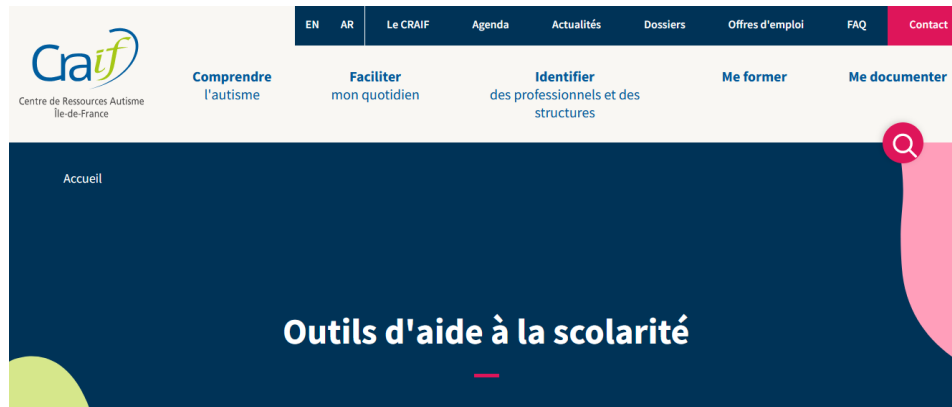 EN AR Le CRAIF Agenda Actualités Dossiers Offres d'emploi FAQ Contact
Craif
Centre de Ressources Autisme
Île-de-France
Comprendre
l'autisme
Faciliter
mon quotidien
Identifier
des professionnels et des
structures
Me former
Me documenter
Accueil
Outils d'aide à la scolarité